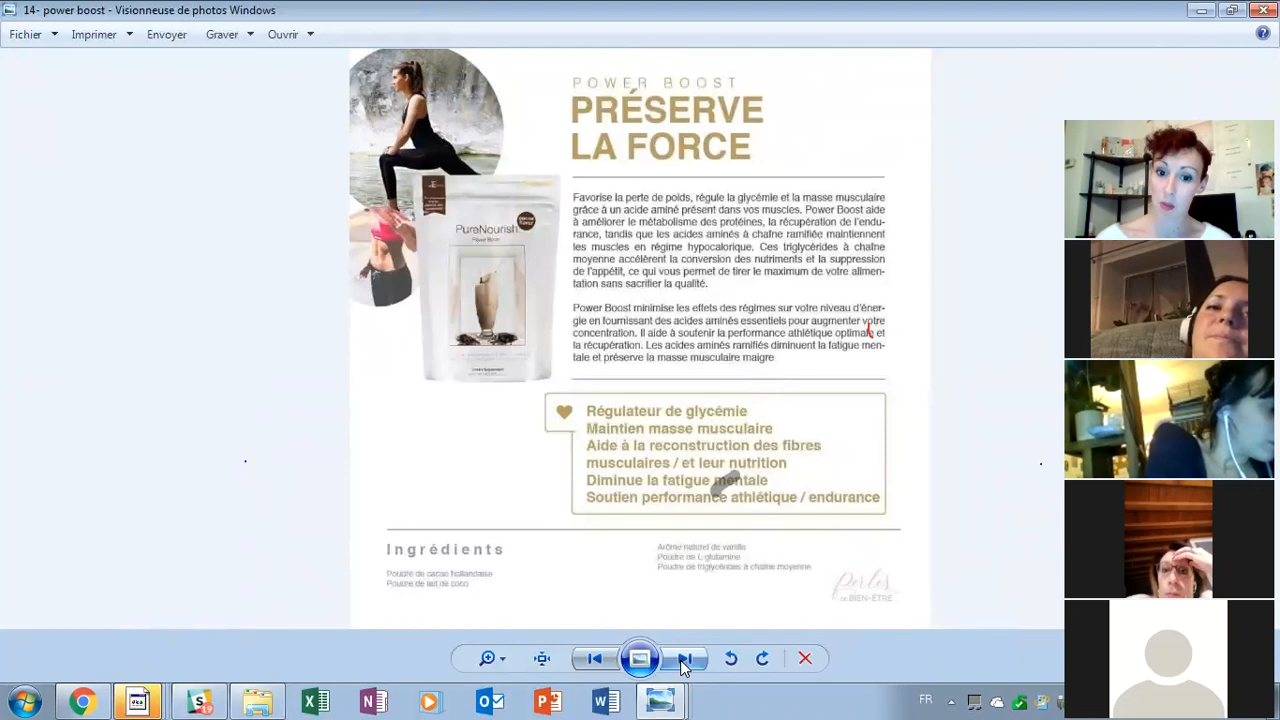 14- power boost - Visionneuse de photos Windows
Fichier Imprimer Envoyer Graver Ouvrir
POWER BOOST
PRÉSERVE
LA FORCE
Favorise la perte de poids, régule la glycémie et la masse musculaire
grâce à un acide aminé présent dans vos muscles. Power Boost aide
à améliorer le métabolisme des protéines, la récupération de l'endu-
rance, tandis que les acides aminés à chaîne ramifiée maintiennent
les muscles en régime hypocalorique. Ces triglycérides à chaîne
moyenne accélèrent la conversion des nutriments et la suppression
de l'appétit, ce qui vous permet de tirer le maximum de votre alimen-
tation sans sacrifier la qualité.
Power Boost minimise les effets des régimes sur votre niveau d'éner-
gie en fournissant des acides aminés essentiels pour augmenter votre
concentration. Il aide à soutenir la performance athlétique optimale et
la récupération. Les acides aminés ramifiés diminuent la fatigue men-
tale et préserve la masse musculaire maigre
PureNourish
Power Boost
Régulateur de glycémie
Maintien masse musculaire
Aide à la reconstruction des fibres
musculaires / et leur nutrition
Diminue la fatigue mentale
Soutien performance athlétique / endurance
Ingrédients
Poudre de cacao hollandaise
Poudre de lait de coco
Arôme naturel de vanille
Poudre de L-glutamine
Poudre de triglycérides à chaîne moyenne
Perles
DE BIEN-ÊTRE
FR